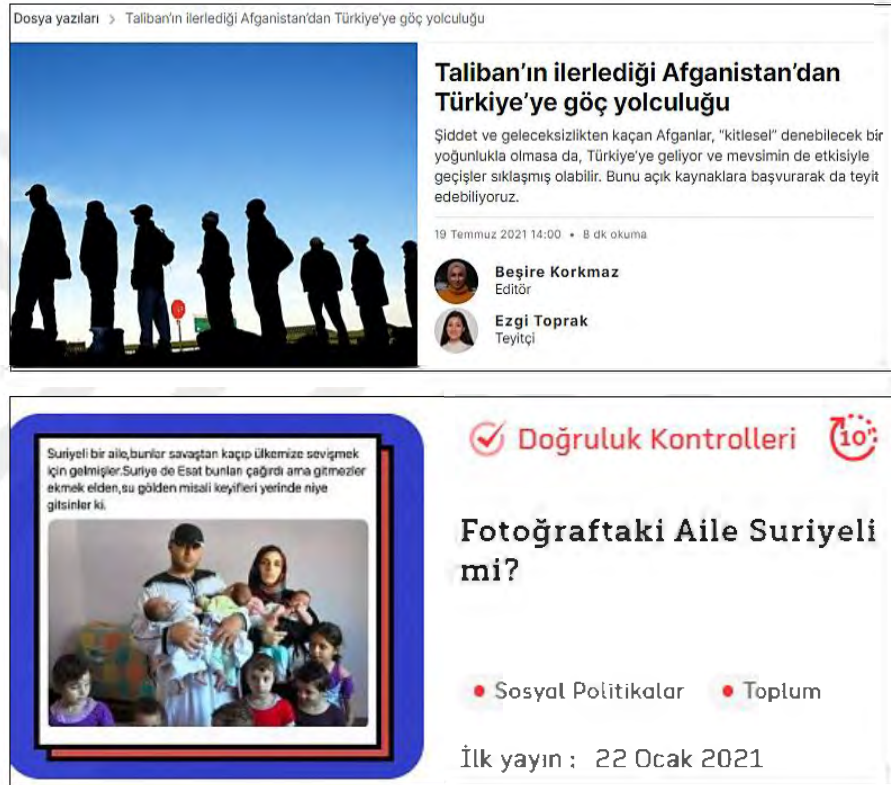 Dosya yazıları > Taliban'ın ilerlediği Afganistan'dan Türkiye'ye göç yolculuğu
Taliban'ın ilerlediği Afganistan'dan
Türkiye'ye göç yolculuğu
Şiddet ve geleceksizlikten kaçan Afganlar, "kitlesel" denebilecek bir
yoğunlukla olmasa da, Türkiye'ye geliyor ve mevsimin de etkisiyle
geçişler sıklaşmış olabilir. Bunu açık kaynaklara başvurarak da teyit
edebiliyoruz.
19 Temmuz 2021 14:00 • 8 dk okuma
Beşire Korkmaz
Editör
Ezgi Toprak
Teyitçi
Suriyeli bir aile,bunlar savaştan kaçıp ülkemize sevişmek
için gelmişler.Suriye de Esat bunları çağırdı ama gitmezler
ekmek elden,su gölden misali keyifleri yerinde niye
gitsinler ki.
Doğruluk Kontrolleri
10"
Fotoğraftaki Aile Suriyeli
mi?
• Sosyal Politikalar • Toplum
İlk yayın : 22 Ocak 2021